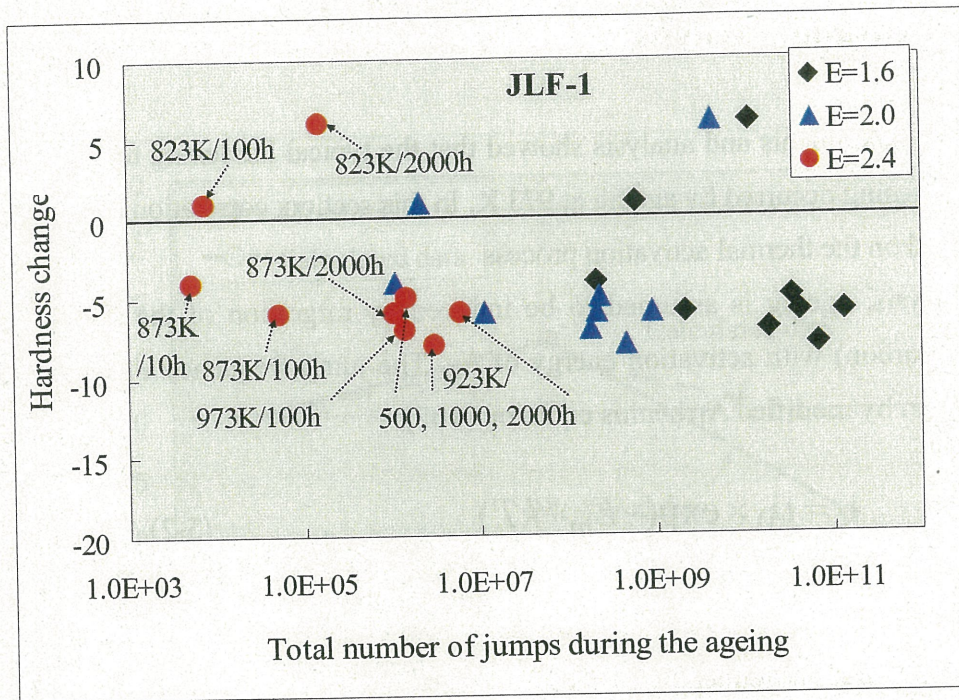 JLF-1
E=1.6
E=2.0
E=2.4
10
5
0
-5
-10
-15
-20
Hardness change
823K/100h
823K/2000h
873K/2000h
873K
/10h
873K/100h
923K/
973K/100h
500, 1000, 2000h
1.0E+03
1.0E+05
1.0E+07
1.0E+09
1.0E+11
Total number of jumps during the ageing